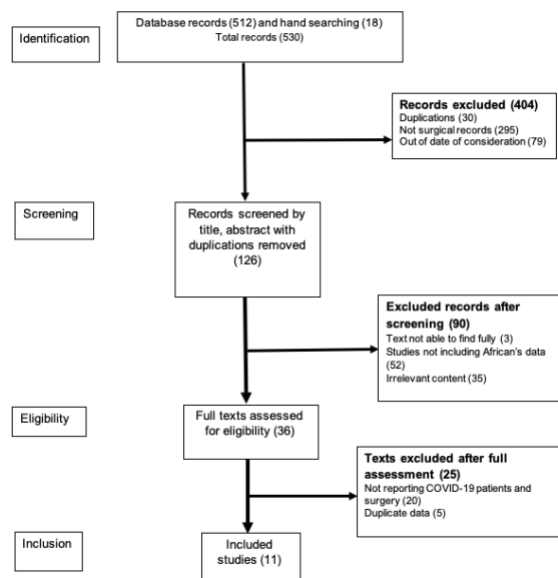 Database records (512) and hand searching (18)
Total records (530)
Identification
Records excluded (404)
Duplications (30)
Not surgical records (295)
Out of date of consideration (79)
Screening
Records screened by
title, abstract with
duplications removed
(126)
Excluded records after
screening (90)
Text not able to find fully (3)
Studies not including African's data
(52)
Irrelevant content (35)
Eligibility
Full texts assessed
for eligibility (36)
Texts excluded after full
assessment (25)
Not reporting COVID-19 patients and
surgery (20)
Duplicate data (5)
Inclusion
Included
studies (11)